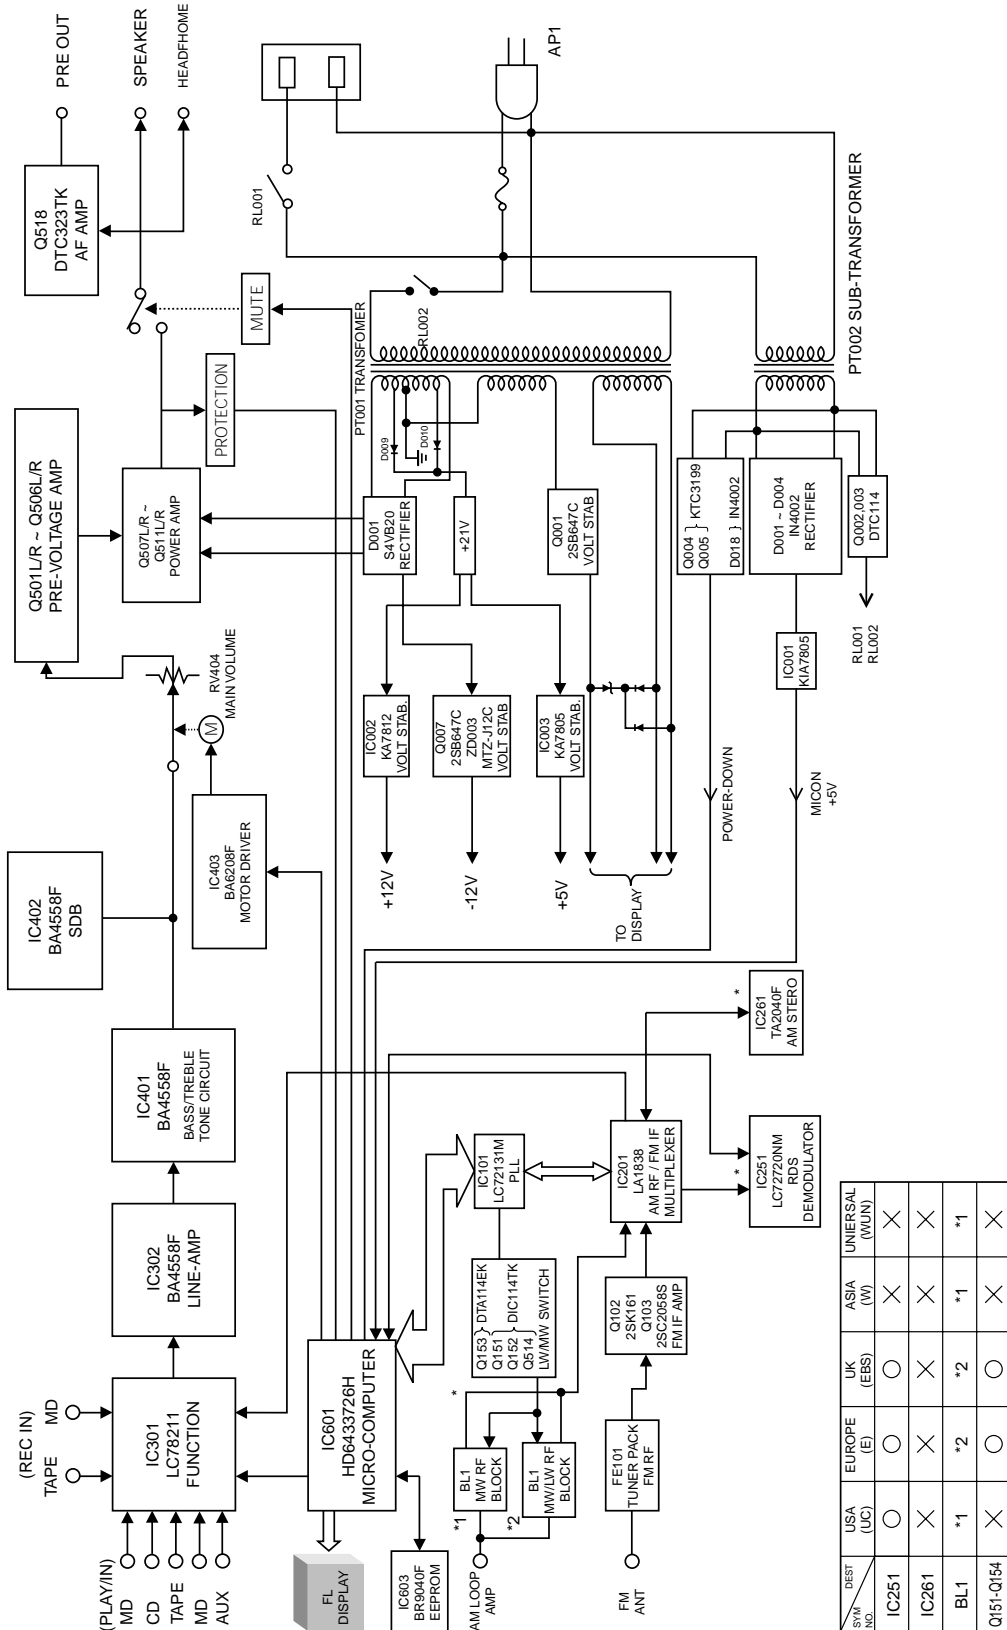 (PLAY/IN)
MD
CD
TAPE
MD
AUX
(REC IN)
TAPE
MD
IC301
LC78211
FUNCTION
IC302
BA4558F
LINE-AMP
IC401
BA4558F
BASS/TREBLE
TONE CIRCUIT
IC402
BA4558F
SDB
IC403
BA6208F
MOTOR DRIVER
M
RV404
MAIN VOLUME
Q501L/R ~ Q506L/R
PRE-VOLTAGE AMP
Q507L/R ~
Q511L/R
POWER AMP
PROTECTION
MUTE
Q518
DTC323TK
AF AMP
PRE OUT
SPEAKER
HEADFHOME
FL
DISPLAY
IC601
HD6433726H
MICRO-COMPUTER
IC603
BR9040F
EEPROM
AM LOOP
AMP
*1
BL1
MW RF
BLOCK
*
*2
BL1
MW/LW RF
BLOCK
Q153 } DTA114EK
Q151
Q152 } DIC114TK
Q514
LW/MW SWITCH
IC101
LC72131M
PLL
FM
ANT
FE101
TUNER PACK
FM RF
Q102
2SK161
Q103
2SC2058S
FM IF AMP
IC201
LA1838
AM RF / FM IF
MULTIPLEXER
*
IC251
LC72720NM
RDS
DEMODULATOR
*
IC261
TA2040F
AM STERO
+12V
IC002
KA7812
VOLT STAB.
-12V
Q007
2SB647C
ZD003
MTZ-J12C
VOLT STAB
+5V
IC003
KA7805
VOLT STAB.
TO
DISPLAY
D001
S4VB20
RECTIFIER
+21V
Q001
2SB647C
VOLT STAB
D009
D010
PT001 TRANSFOMER
RL002
RL001
AP1
POWER-DOWN
Q004
Q005 } KTC3199
D018 } IN4002
MICON
+5V
IC001
KIA7805
D001 ~ D004
IN4002
RECTIFIER
RL001
RL002
Q002,003
DTC114
PT002 SUB-TRANSFORMER
SYM NO. DEST USA (UC) EUROPE (E) UK (EBS) ASIA (W) UNIERSAL (WUN)
IC251 ○ ○ ○ × ×
IC261 × × × × ×
BL1 *1 *2 *2 *1 *1
Q151-Q154 × ○ ○ × ×